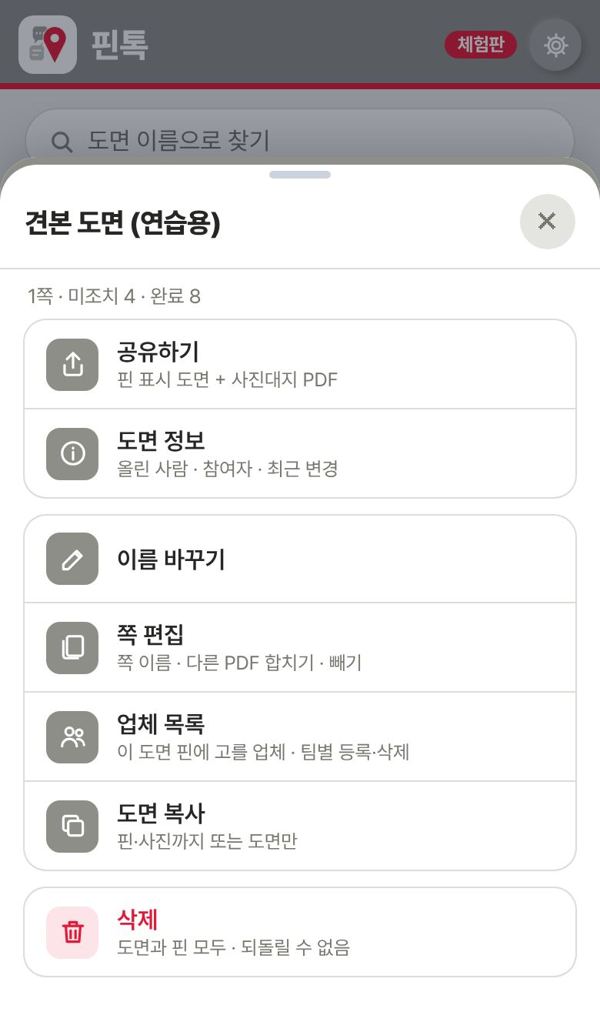 핀톡
체험판
도면 이름으로 찾기
견본 도면 (연습용)
1쪽 · 미조치 4 · 완료 8
공유하기
핀 표시 도면 + 사진대지 PDF
도면 정보
올린 사람 · 참여자 · 최근 변경
이름 바꾸기
쪽 편집
쪽 이름 · 다른 PDF 합치기 · 빼기
업체 목록
이 도면 핀에 고를 업체 · 팀별 등록·삭제
도면 복사
핀·사진까지 또는 도면만
삭제
도면과 핀 모두 · 되돌릴 수 없음